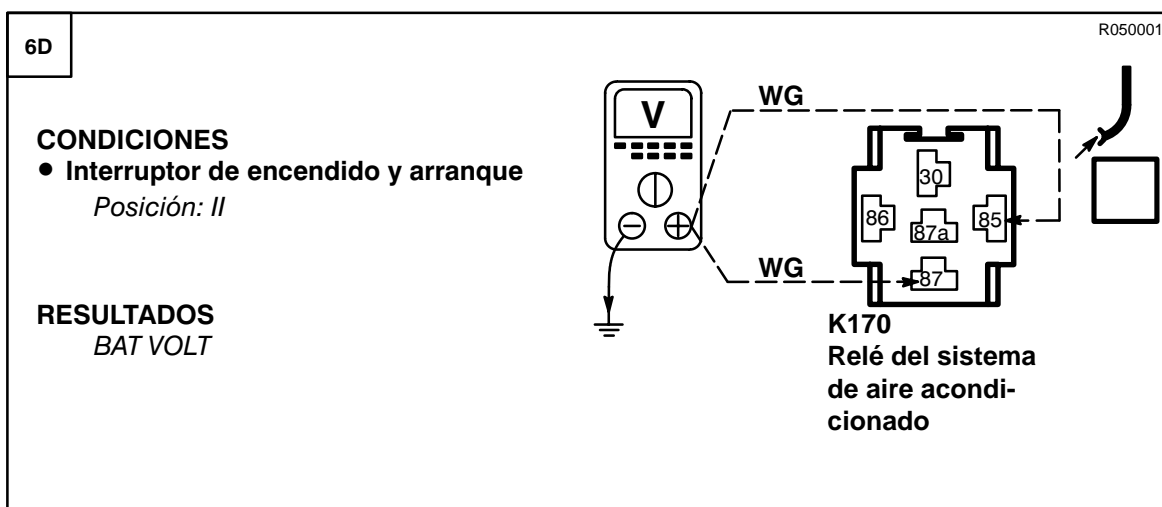 6D
R050001
CONDICIONES
• Interruptor de encendido y arranque
Posición: II
RESULTADOS
BAT VOLT
V
WG
WG
30
86
87a
85
87
K170
Relé del sistema
de aire acondi-
cionado